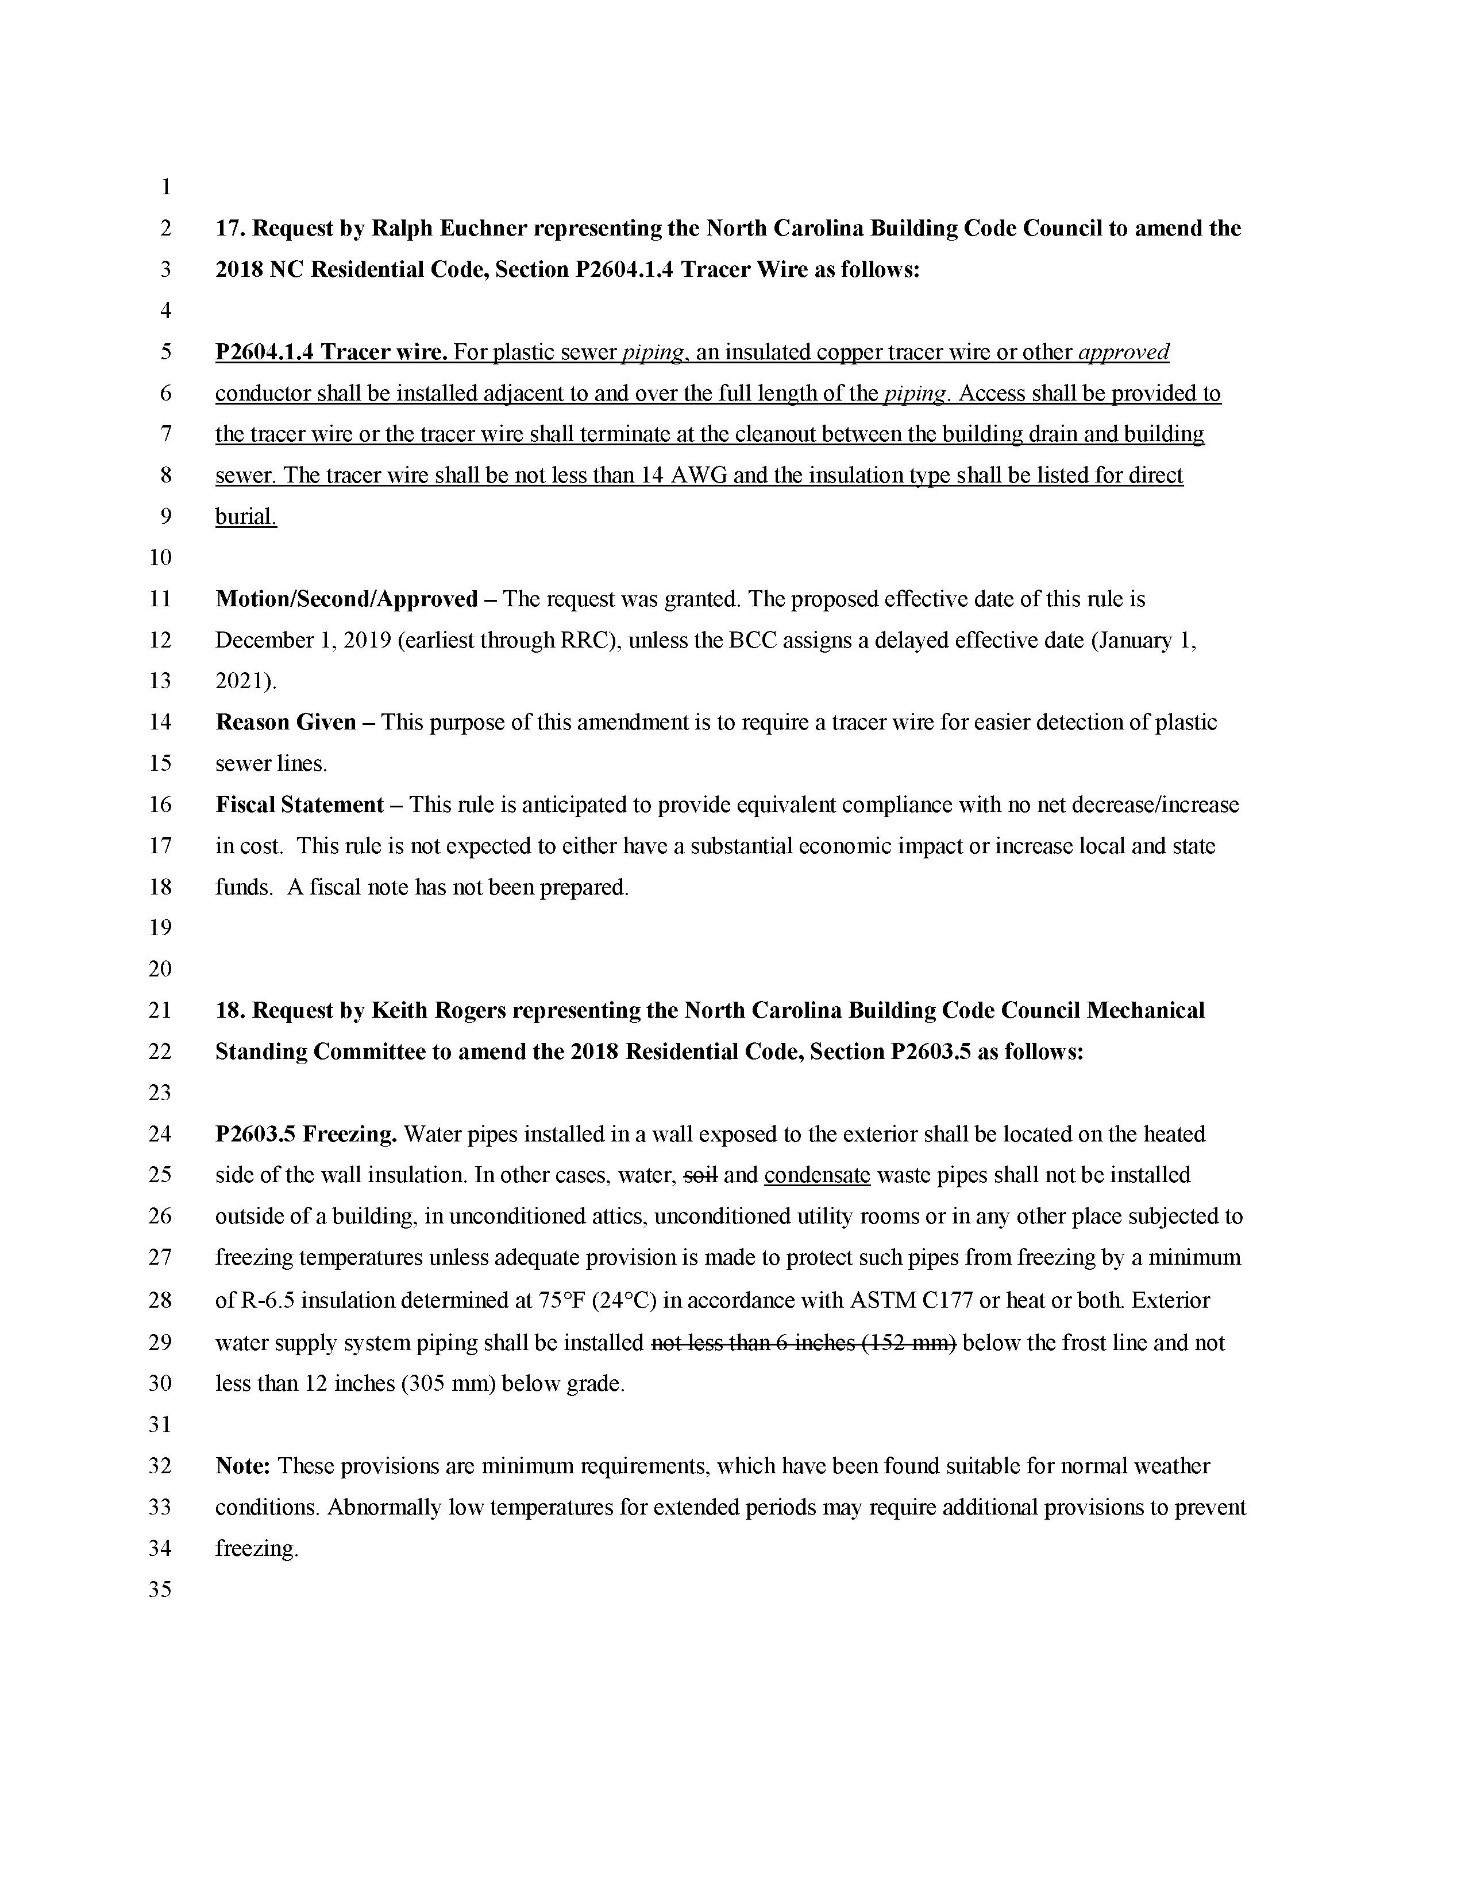 1
2 17. Request by Ralph Euchner representing the North Carolina Building Code Council to amend the
3 2018 NC Residential Code, Section P2604.1.4 Tracer Wire as follows:
4
5 P2604.1.4 Tracer wire. For plastic sewer piping, an insulated copper tracer wire or other approved
6 conductor shall be installed adjacent to and over the full length of the piping. Access shall be provided to
7 the tracer wire or the tracer wire shall terminate at the cleanout between the building drain and building
8 sewer. The tracer wire shall be not less than 14 AWG and the insulation type shall be listed for direct
9 burial.
10
11 Motion/Second/Approved – The request was granted. The proposed effective date of this rule is
12 December 1, 2019 (earliest through RRC), unless the BCC assigns a delayed effective date (January 1,
13 2021).
14 Reason Given – This purpose of this amendment is to require a tracer wire for easier detection of plastic
15 sewer lines.
16 Fiscal Statement – This rule is anticipated to provide equivalent compliance with no net decrease/increase
17 in cost.  This rule is not expected to either have a substantial economic impact or increase local and state
18 funds.  A fiscal note has not been prepared.
19
20
21 18. Request by Keith Rogers representing the North Carolina Building Code Council Mechanical
22 Standing Committee to amend the 2018 Residential Code, Section P2603.5 as follows:
23
24 P2603.5 Freezing. Water pipes installed in a wall exposed to the exterior shall be located on the heated
25 side of the wall insulation. In other cases, water, soil and condensate waste pipes shall not be installed
26 outside of a building, in unconditioned attics, unconditioned utility rooms or in any other place subjected to
27 freezing temperatures unless adequate provision is made to protect such pipes from freezing by a minimum
28 of R-6.5 insulation determined at 75°F (24°C) in accordance with ASTM C177 or heat or both. Exterior
29 water supply system piping shall be installed not less than 6 inches (152 mm) below the frost line and not
30 less than 12 inches (305 mm) below grade.
31
32 Note: These provisions are minimum requirements, which have been found suitable for normal weather
33 conditions. Abnormally low temperatures for extended periods may require additional provisions to prevent
34 freezing.
35